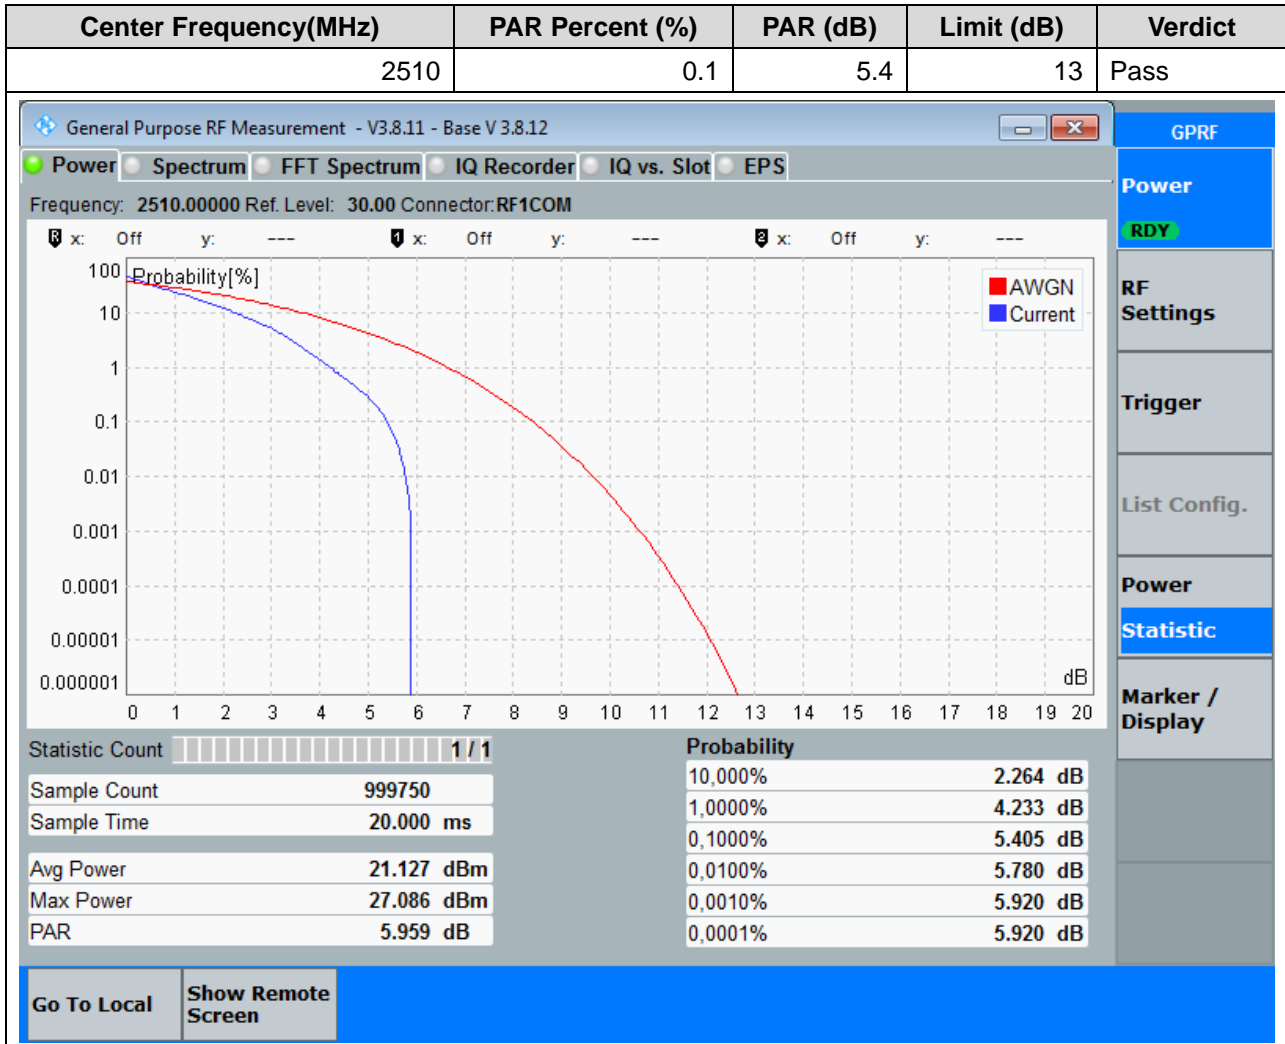 Center Frequency(MHz) PAR Percent (%) PAR (dB) Limit (dB) Verdict
2510 0.1 5.4 13 Pass
General Purpose RF Measurement - V3.8.11 - Base V 3.8.12
GPRF
Power Spectrum FFT Spectrum IQ Recorder IQ vs. Slot EPS
Power
RDY
Frequency: 2510.00000 Ref. Level: 30.00 Connector: RF1COM
R x: Off y: --- 1 x: Off y: --- 2 x: Off y: ---
Probability[%]
100
10
1
0.1
0.01
0.001
0.0001
0.00001
0.000001
AWGN
Current
dB
0 1 2 3 4 5 6 7 8 9 10 11 12 13 14 15 16 17 18 19 20
RF
Settings
Trigger
List Config.
Power
Statistic
Marker /
Display
Statistic Count 1 / 1
Sample Count 999750
Sample Time 20.000 ms
Avg Power 21.127 dBm
Max Power 27.086 dBm
PAR 5.959 dB
Probability
10,000% 2.264 dB
1,0000% 4.233 dB
0,1000% 5.405 dB
0,0100% 5.780 dB
0,0010% 5.920 dB
0,0001% 5.920 dB
Go To Local
Show Remote
Screen